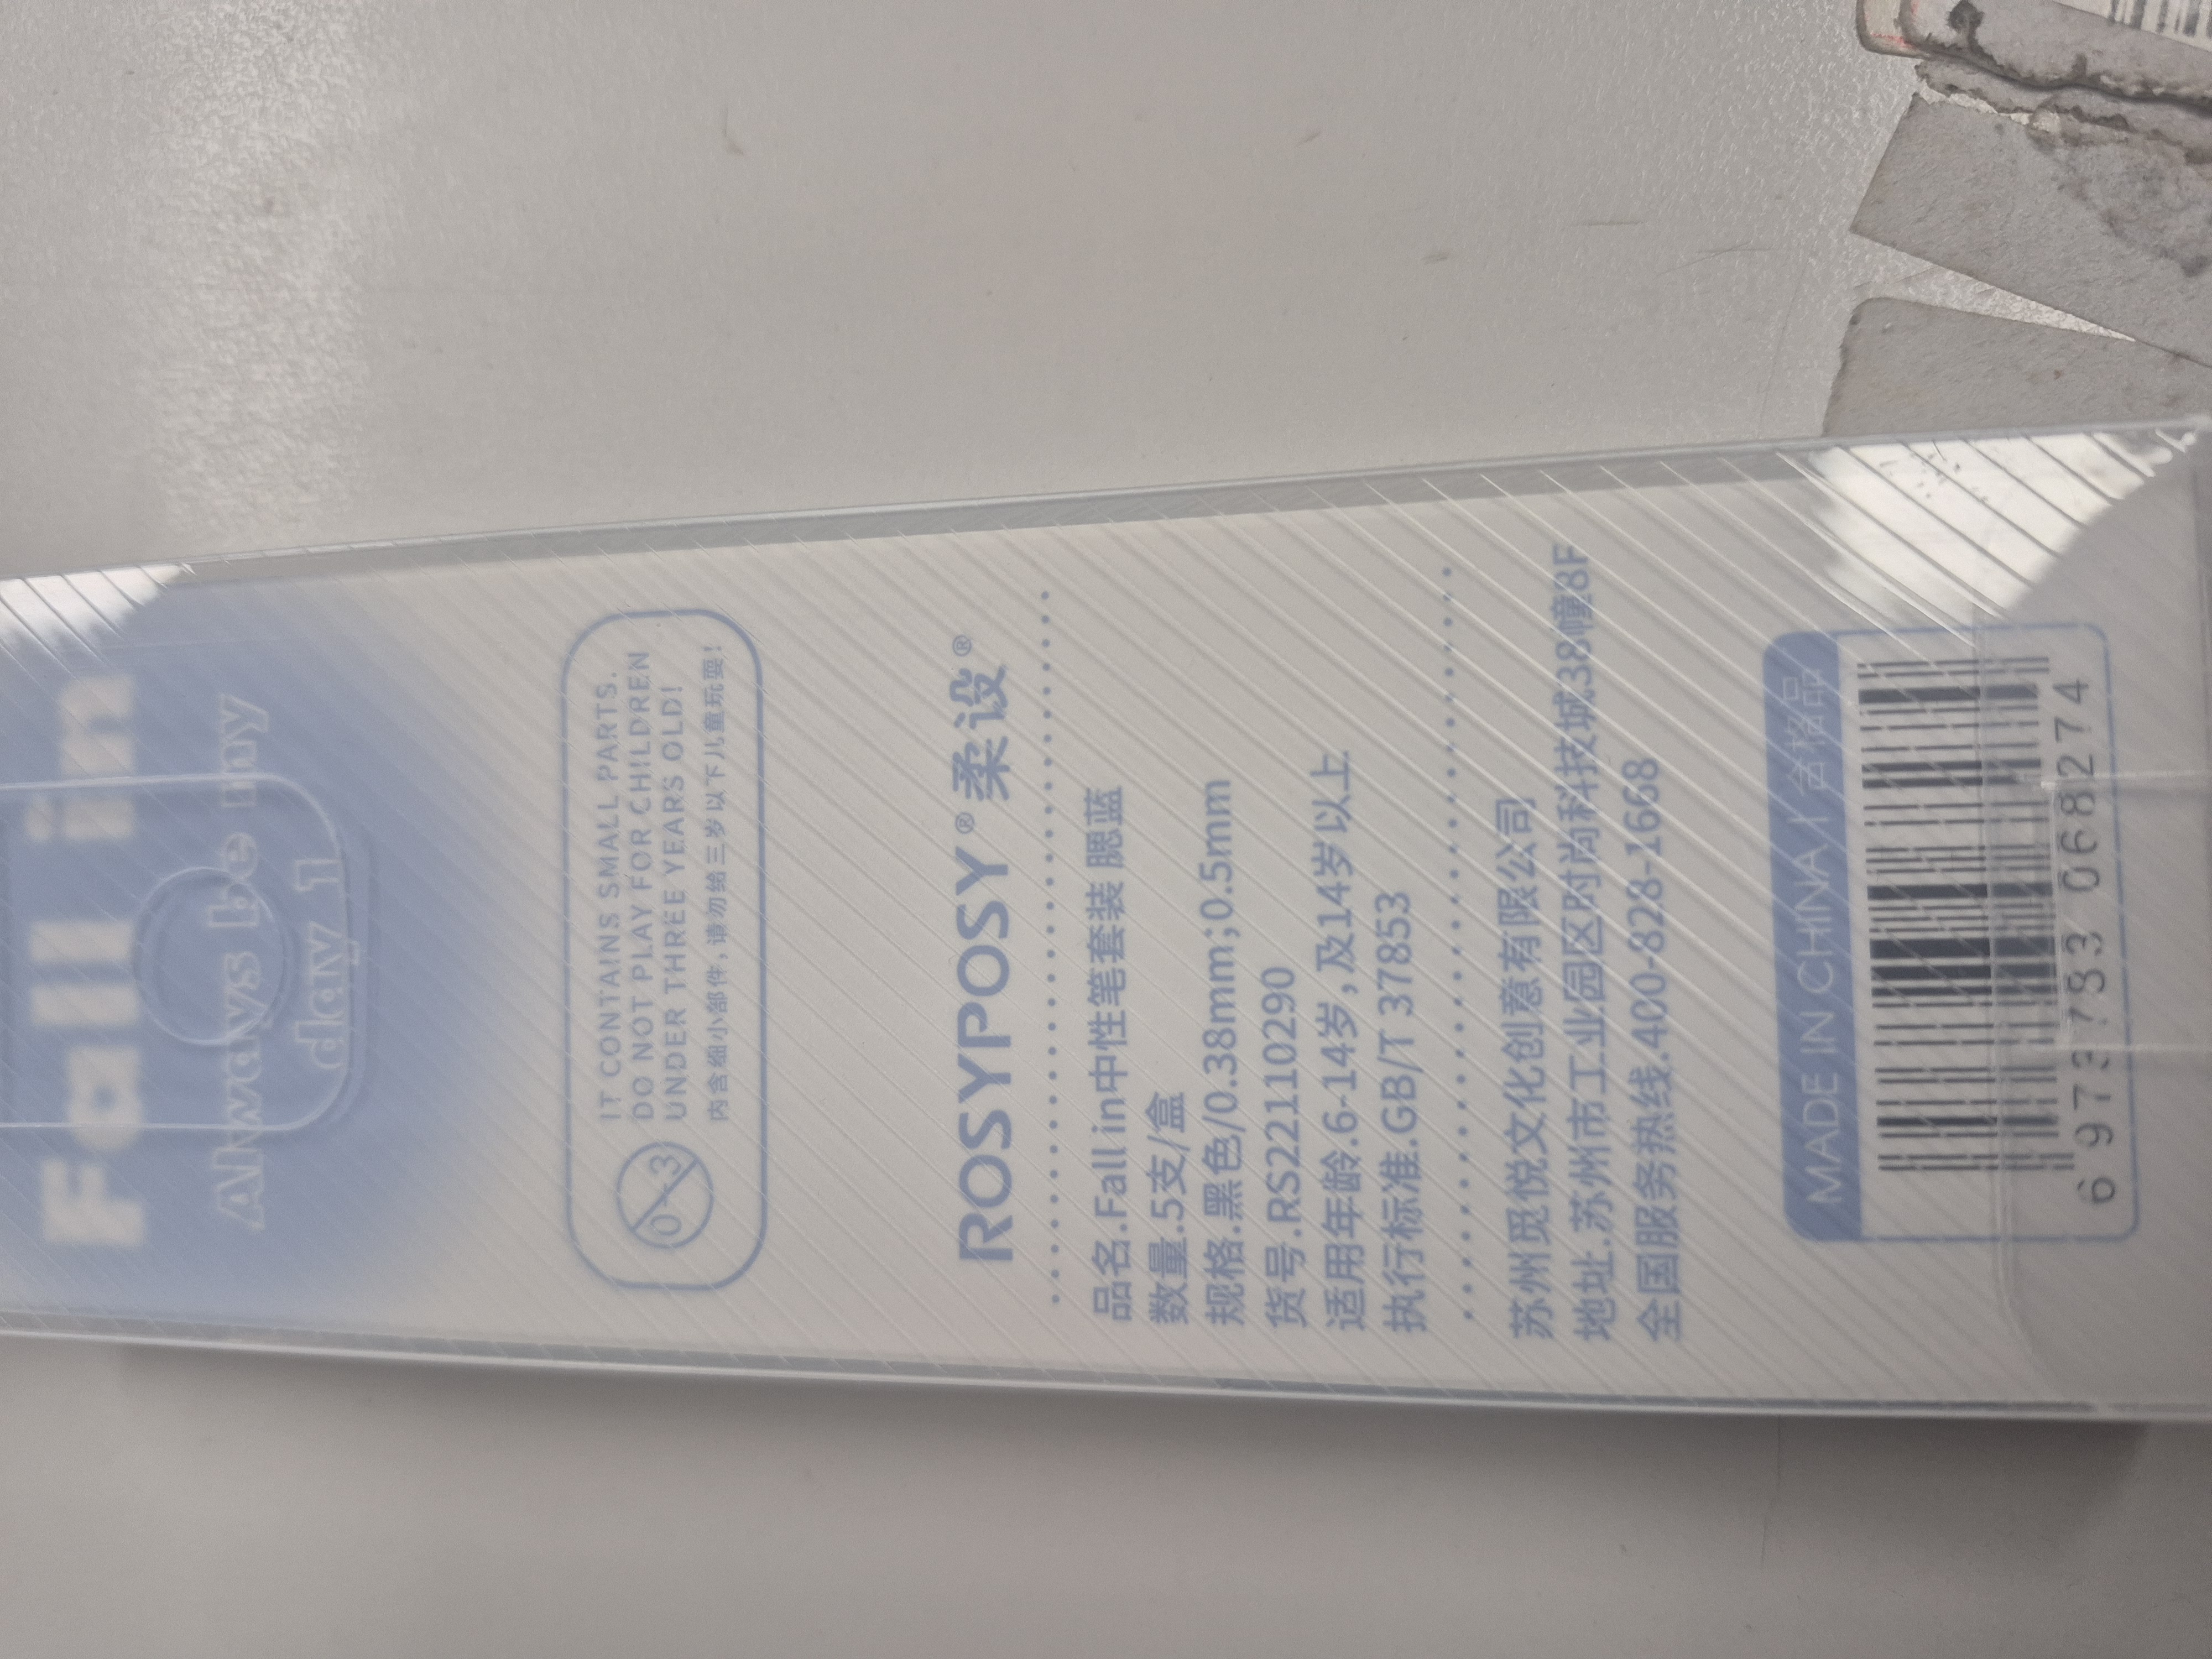 Fall in
Always be my
day 1
0-3
IT CONTAINS SMALL PARTS.
DO NOT PLAY FOR CHILDREN
UNDER THREE YEARS OLD!
内含细小部件,请勿给三岁以下儿童玩耍!
ROSYPOSY® 柔设®
品名.Fall in中性笔套装 腮蓝
数量.5支/盒
规格.黑色/0.38mm;0.5mm
货号.RS22110290
适用年龄.6-14岁,及14岁以上
执行标准.GB/T 37853
苏州觅悦文化创意有限公司
地址.苏州市工业园区时尚科技城38幢8F
全国服务热线.400-828-1668
MADE IN CHINA / 合格品
6 973783 068274